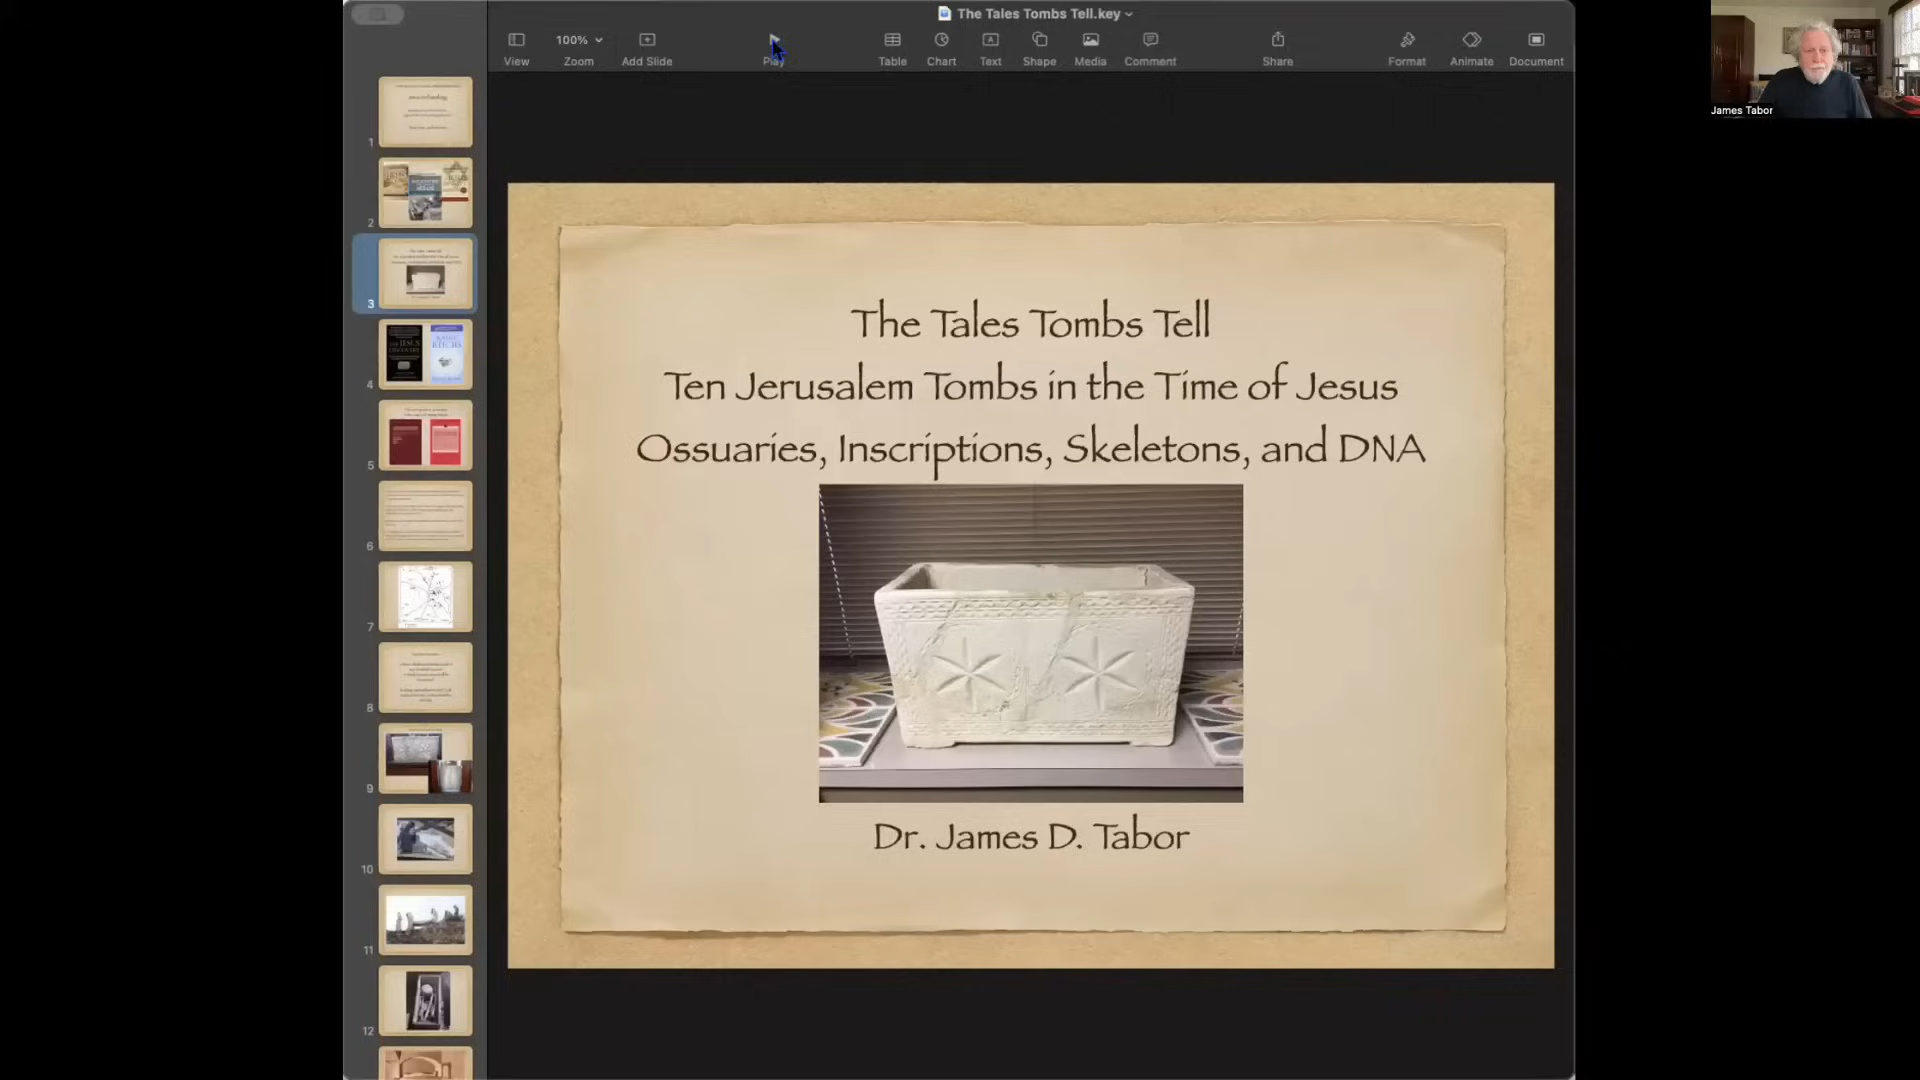 The Tales Tombs Tell.key
View
100%
Zoom
Add Slide
Play
Table
Chart
Text
Shape
Media
Comment
Share
Format
Animate
Document
James Tabor
1
2
3
4
5
6
7
8
9
10
11
12
The Tales Tombs Tell
Ten Jerusalem Tombs in the Time of Jesus
Ossuaries, Inscriptions, Skeletons, and DNA
Dr. James D. Tabor